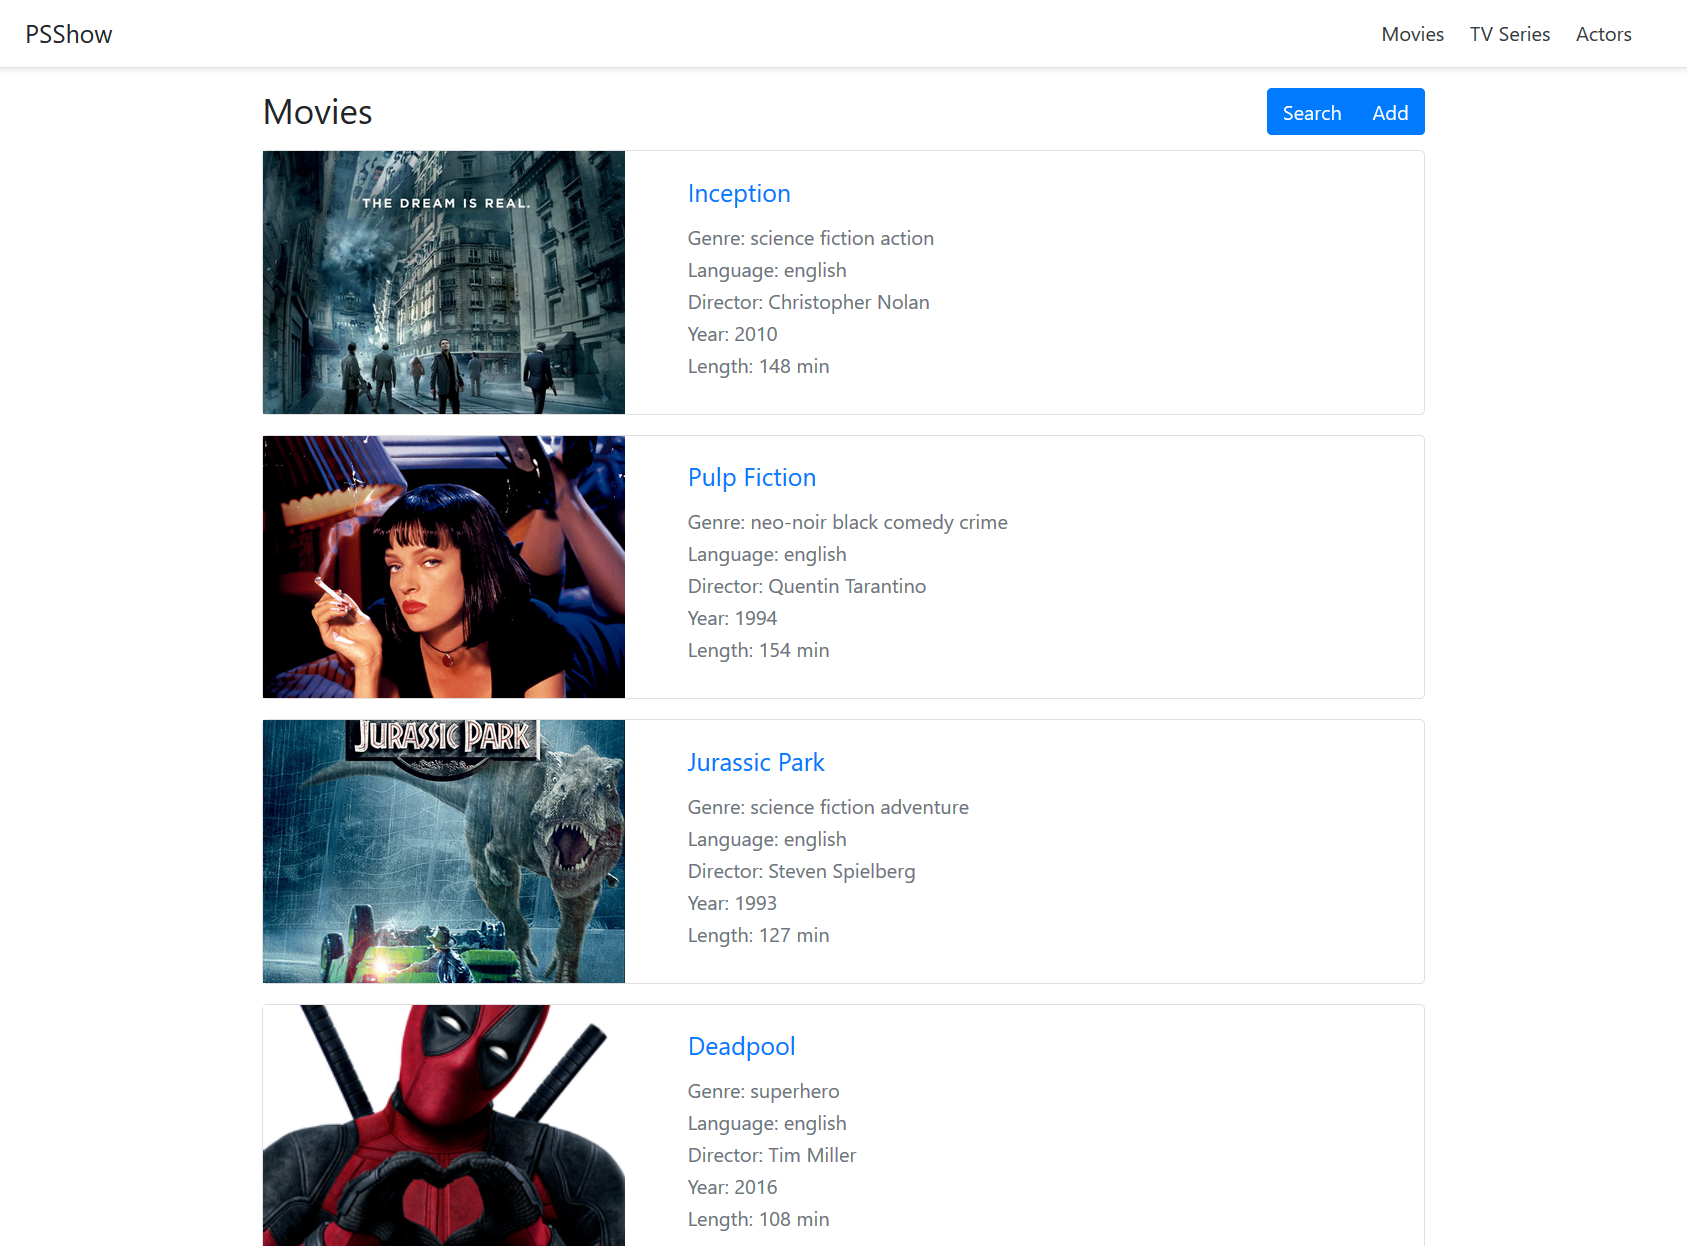 PSShow
Movies TV Series Actors
Movies
Search Add
THE DREAM IS REAL.
Inception
Genre: science fiction action
Language: english
Director: Christopher Nolan
Year: 2010
Length: 148 min
Pulp Fiction
Genre: neo-noir black comedy crime
Language: english
Director: Quentin Tarantino
Year: 1994
Length: 154 min
JURASSIC PARK
Jurassic Park
Genre: science fiction adventure
Language: english
Director: Steven Spielberg
Year: 1993
Length: 127 min
Deadpool
Genre: superhero
Language: english
Director: Tim Miller
Year: 2016
Length: 108 min